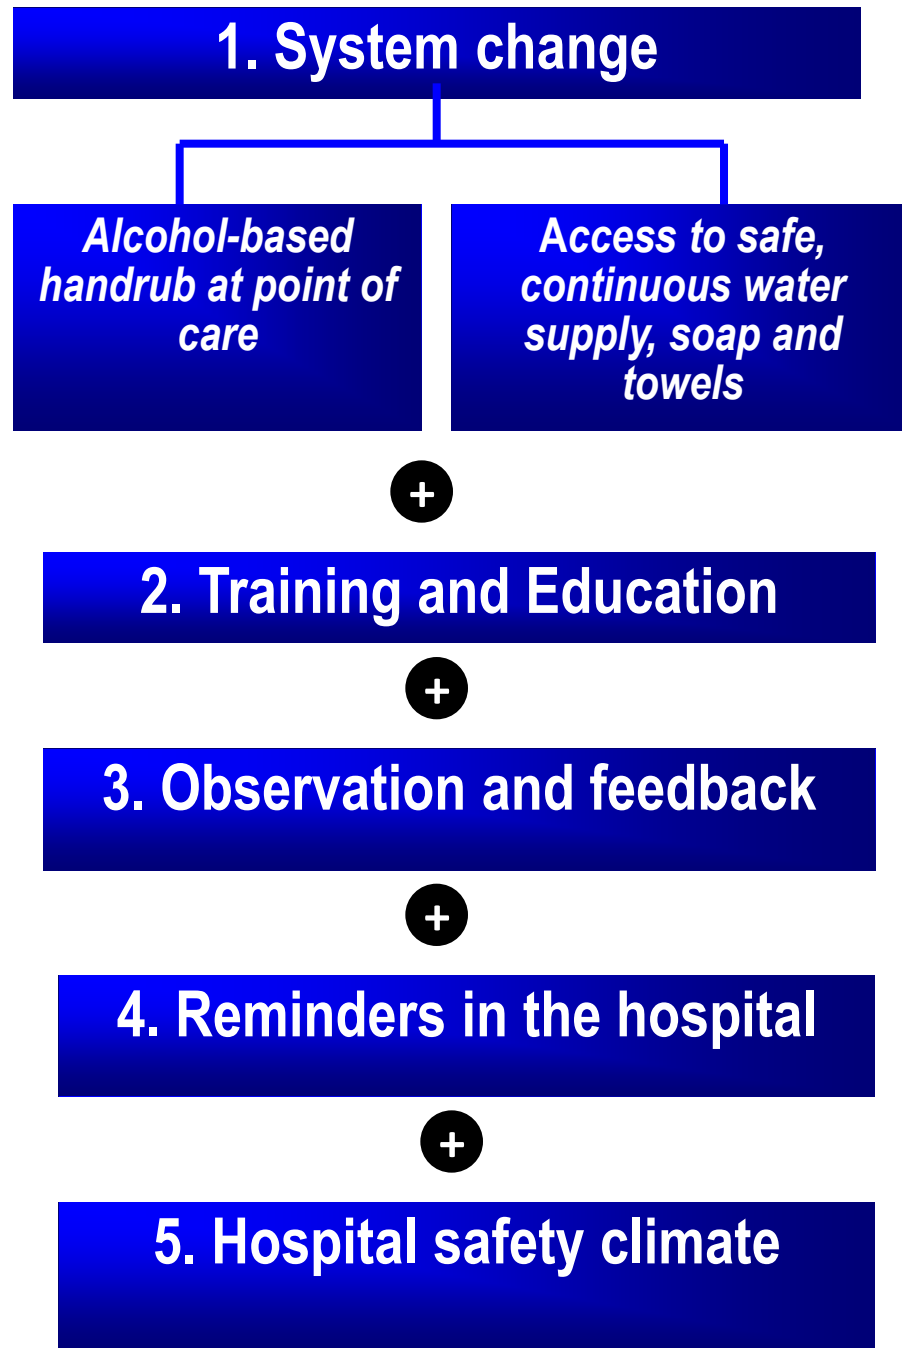 1. System change
Alcohol-based
handrub at point of
care
Access to safe,
continuous water
supply, soap and
towels
+
2. Training and Education
+
3. Observation and feedback
+
4. Reminders in the hospital
+
5. Hospital safety climate